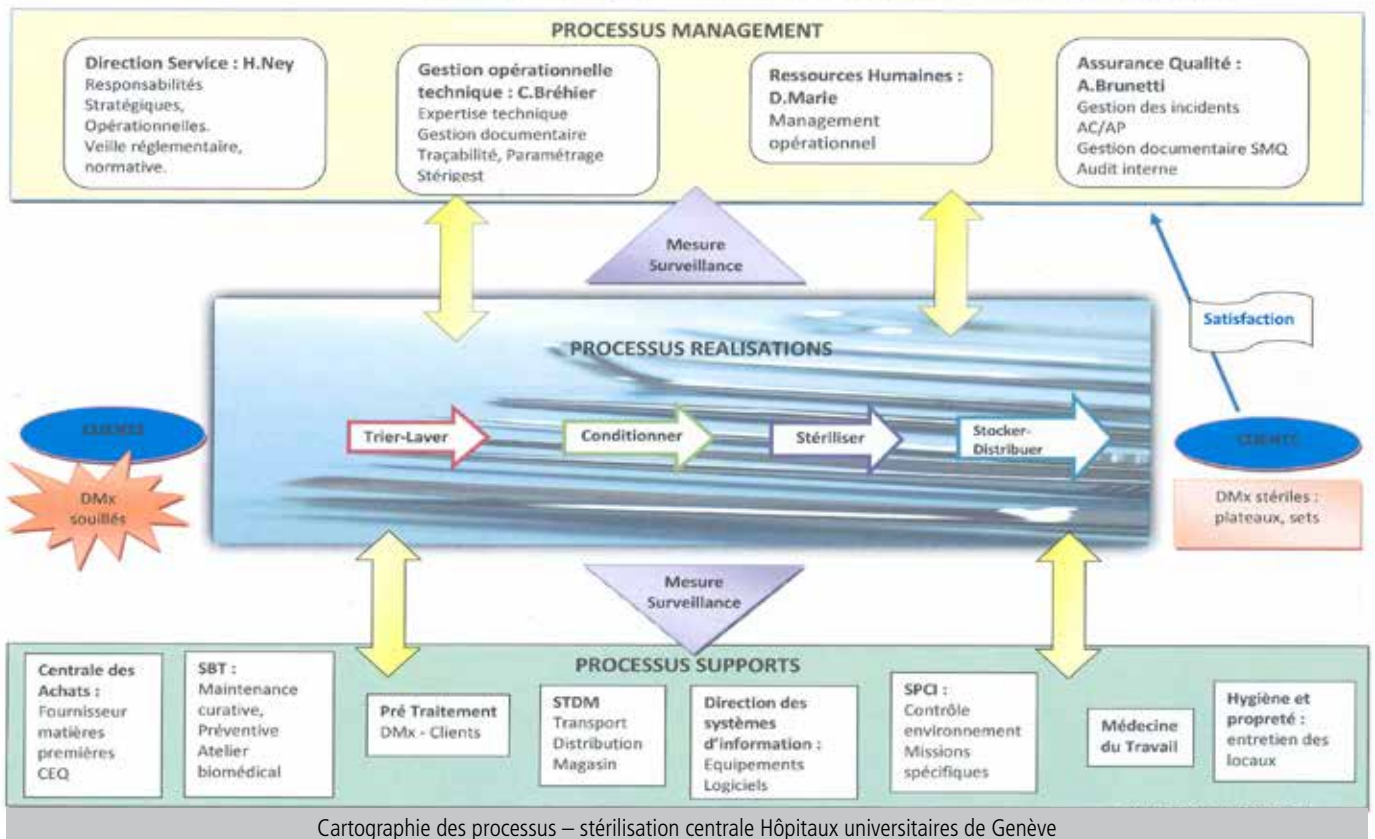 PROCESSUS MANAGEMENT
Direction Service : H.Ney
Responsabilités
Stratégiques,
Opérationnelles.
Veille réglementaire,
normative.
Gestion opérationnelle
technique : C.Bréhier
Expertise technique
Gestion documentaire
Traçabilité, Paramétrage
Stérigest
Ressources Humaines :
D.Marie
Management
opérationnel
Assurance Qualité :
A.Brunetti
Gestion des incidents
AC/AP
Gestion documentaire SMQ
Audit interne
Mesure
Surveillance
Satisfaction
PROCESSUS REALISATIONS
CLIENTS
DMx
souillés
Trier-Laver
Conditionner
Stériliser
Stocker-
Distribuer
CLIENTS
DMx stériles :
plateaux, sets
Mesure
Surveillance
PROCESSUS SUPPORTS
Centrale des
Achats :
Fournisseur
matières
premières
CEQ
SBT :
Maintenance
curative,
Préventive
Atelier
biomédical
Pré Traitement
DMx - Clients
STDM
Transport
Distribution
Magasin
Direction des
systèmes
d'information :
Equipements
Logiciels
SPCI :
Contrôle
environnement
Missions
spécifiques
Médecine
du Travail
Hygiène et
propreté :
entretien des
locaux
Cartographie des processus – stérilisation centrale Hôpitaux universitaires de Genève